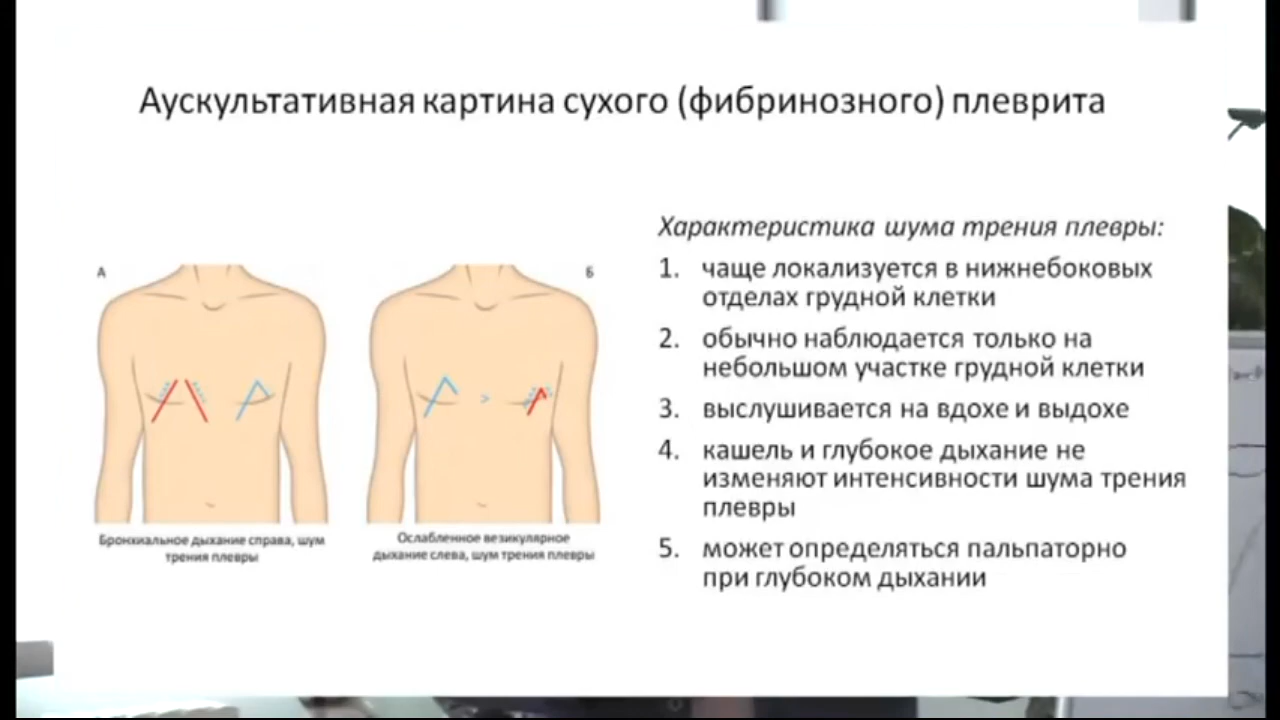 Аускультативная картина сухого (фибринозного) плеврита
А
Б
Бронхиальное дыхание справа, шум
трения плевры
Ослабленное везикулярное
дыхание слева, шум трения плевры
Характеристика шума трения плевры:
1. чаще локализуется в нижнебоковых
отделах грудной клетки
2. обычно наблюдается только на
небольшом участке грудной клетки
3. выслушивается на вдохе и выдохе
4. кашель и глубокое дыхание не
изменяют интенсивности шума трения
плевры
5. может определяться пальпаторно
при глубоком дыхании